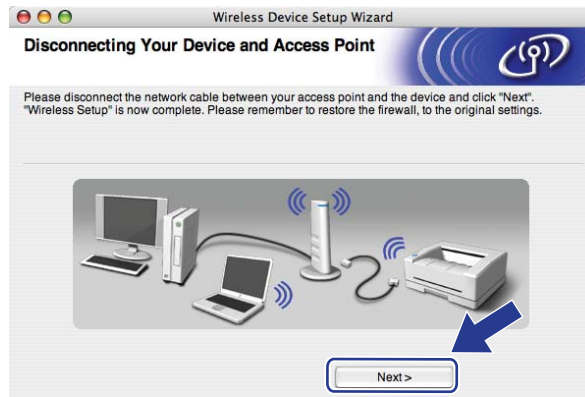 Wireless Device Setup Wizard
Disconnecting Your Device and Access Point
Please disconnect the network cable between your access point and the device and click "Next".
"Wireless Setup" is now complete. Please remember to restore the firewall, to the original settings.
Next >